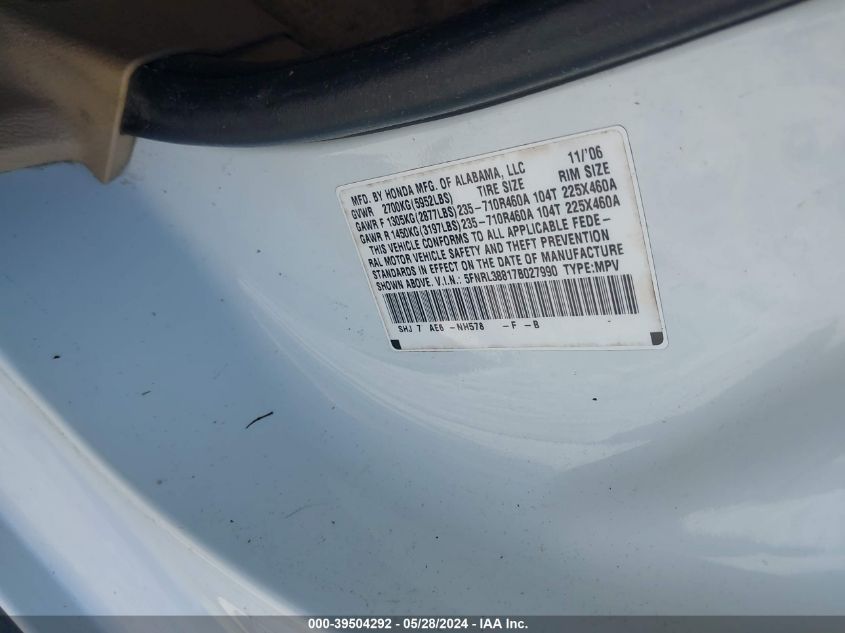 MFD. BY HONDA MFG. OF ALABAMA, LLC 11/'06
GVWR 2700KG(5952LBS) TIRE SIZE RIM SIZE
GAWR F 1305KG(2877LBS)235-710R460A 104T 225X460A
GAWR R 1450KG(3197LBS)235-710R460A 104T 225X460A
THIS VEHICLE CONFORMS TO ALL APPLICABLE FEDE-
RAL MOTOR VEHICLE SAFETY AND THEFT PREVENTION
STANDARDS IN EFFECT ON THE DATE OF MANUFACTURE
SHOWN ABOVE. V.I.N.: 5FNRL38817B027990 TYPE:MPV
SHJ 7 AE6 -NH578 -F -B -
000-39504292 - 05/28/2024 - IAA Inc.